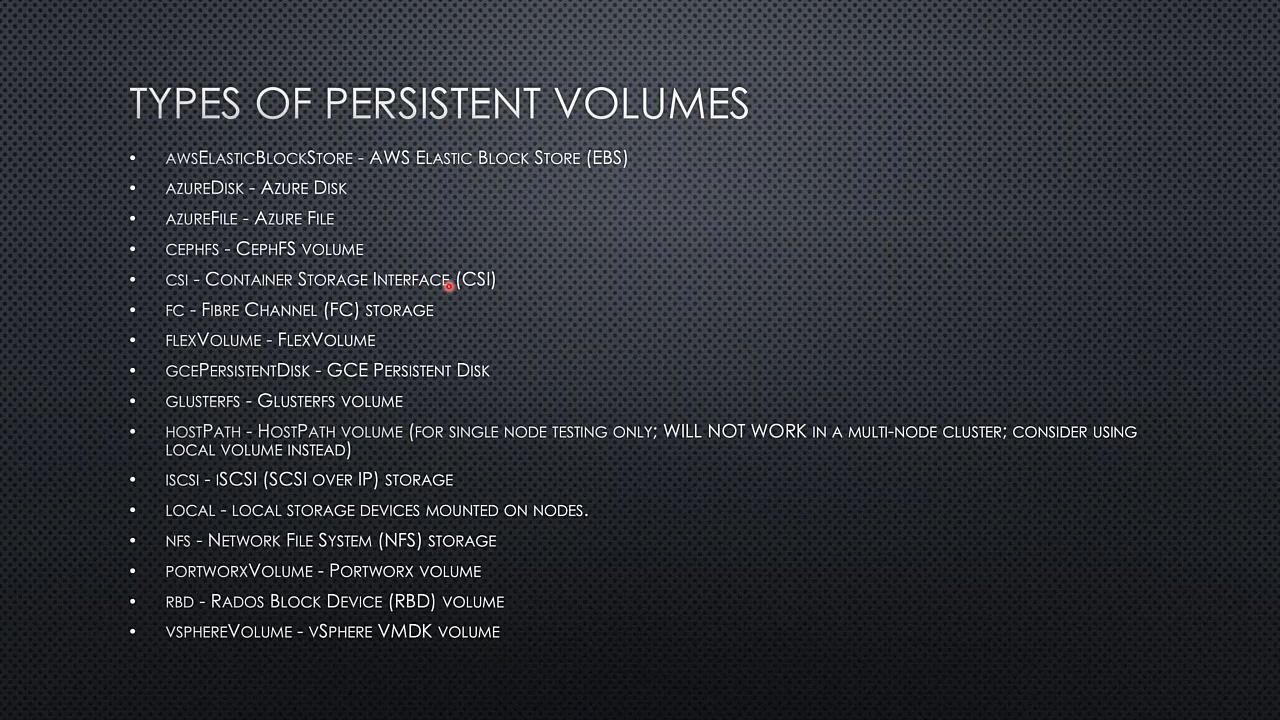 TYPES OF PERSISTENT VOLUMES
• awsElasticBlockStore - AWS Elastic Block Store (EBS)
• azureDisk - Azure Disk
• azureFile - Azure File
• cephfs - CephFS volume
• csi - Container Storage Interface (CSI)
• fc - Fibre Channel (FC) storage
• flexVolume - FlexVolume
• gcePersistentDisk - GCE Persistent Disk
• glusterfs - Glusterfs volume
• hostPath - HostPath volume (for single node testing only; WILL NOT WORK in a multi-node cluster; consider using
local volume instead)
• iscsi - iSCSI (SCSI over IP) storage
• local - local storage devices mounted on nodes.
• nfs - Network File System (NFS) storage
• portworxVolume - Portworx volume
• rbd - Rados Block Device (RBD) volume
• vsphereVolume - vSphere VMDK volume